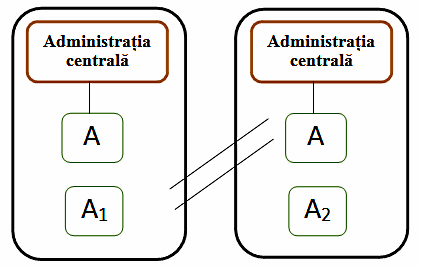 Administrația
centrală
A
A1
Administrația
centrală
A
A2